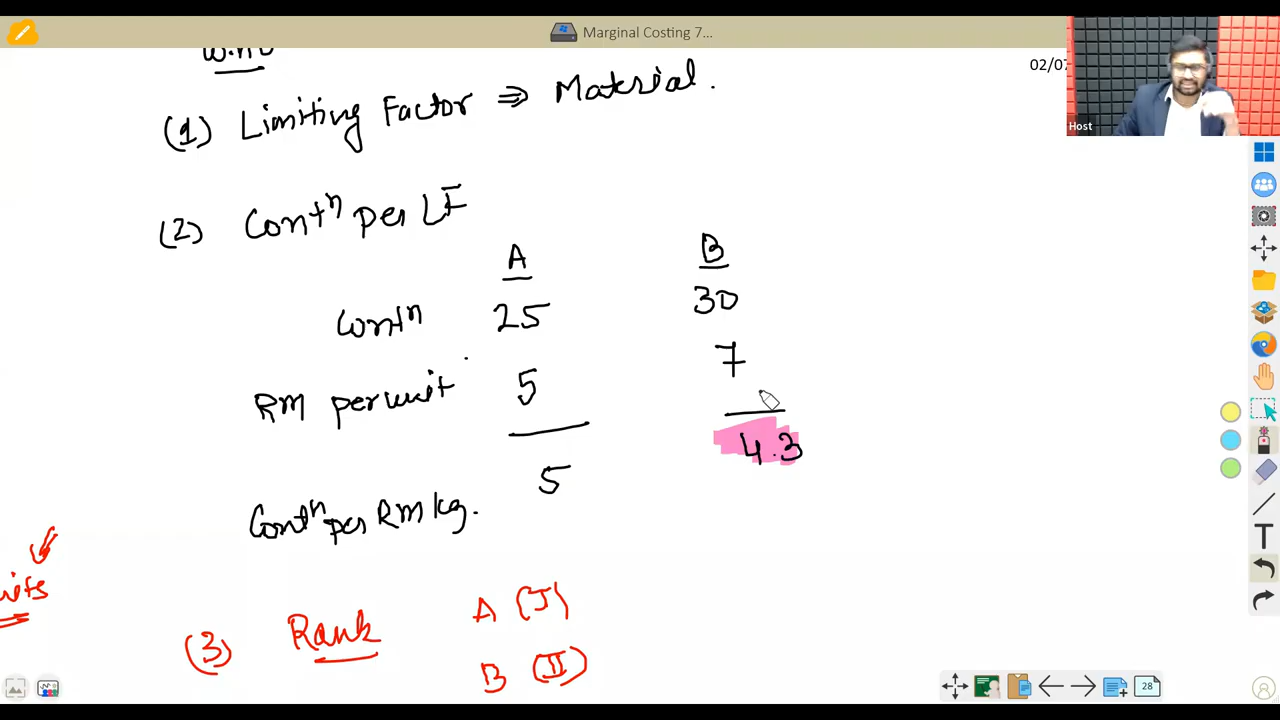 Marginal Costing 7...
02/07
Host
(1) Limiting Factor ⇒ Material.
(2) Contⁿ per LF
A B
Contⁿ 25 30
RM per unit 5 7
5 4.3
Contⁿ per Rm kg.
(3) Rank A (I)
B (II)
28